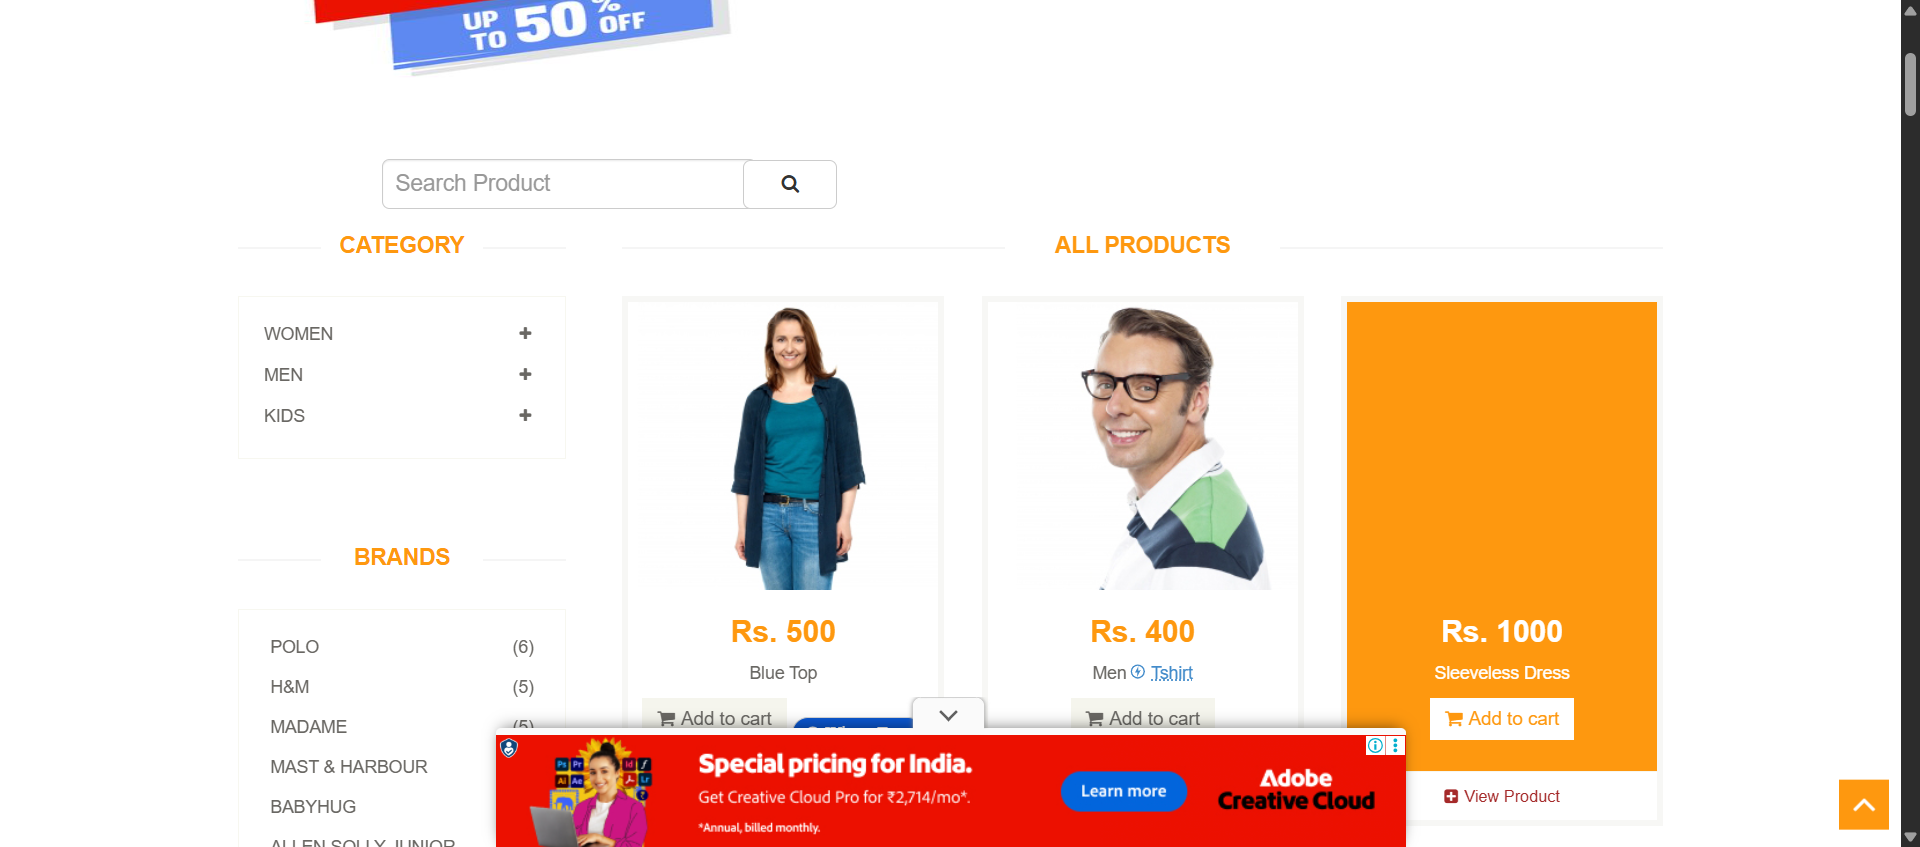 UP TO 50% OFF
Search Product
CATEGORY
WOMEN
MEN
KIDS
BRANDS
POLO (6)
H&M (5)
MADAME (5)
MAST & HARBOUR
BABYHUG
ALLEN SOLLY JUNIOR
ALL PRODUCTS
Rs. 500
Blue Top
Add to cart
Rs. 400
Men Tshirt
Add to cart
Rs. 1000
Sleeveless Dress
Add to cart
View Product
Ps Pr Id f
Ai Ae Lr
Special pricing for India.
Get Creative Cloud Pro for ₹2,714/mo*.
*Annual, billed monthly.
Learn more
Adobe
Creative Cloud